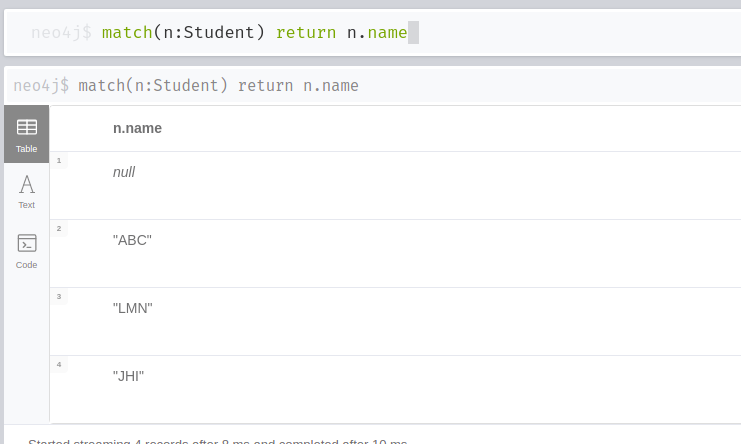 neo4j$ match(n:Student) return n.name
neo4j$ match(n:Student) return n.name
Table
Text
Code
n.name
1
null
2
"ABC"
3
"LMN"
4
"JHI"
Started streaming 4 records after 8 ms and completed after 10 ms